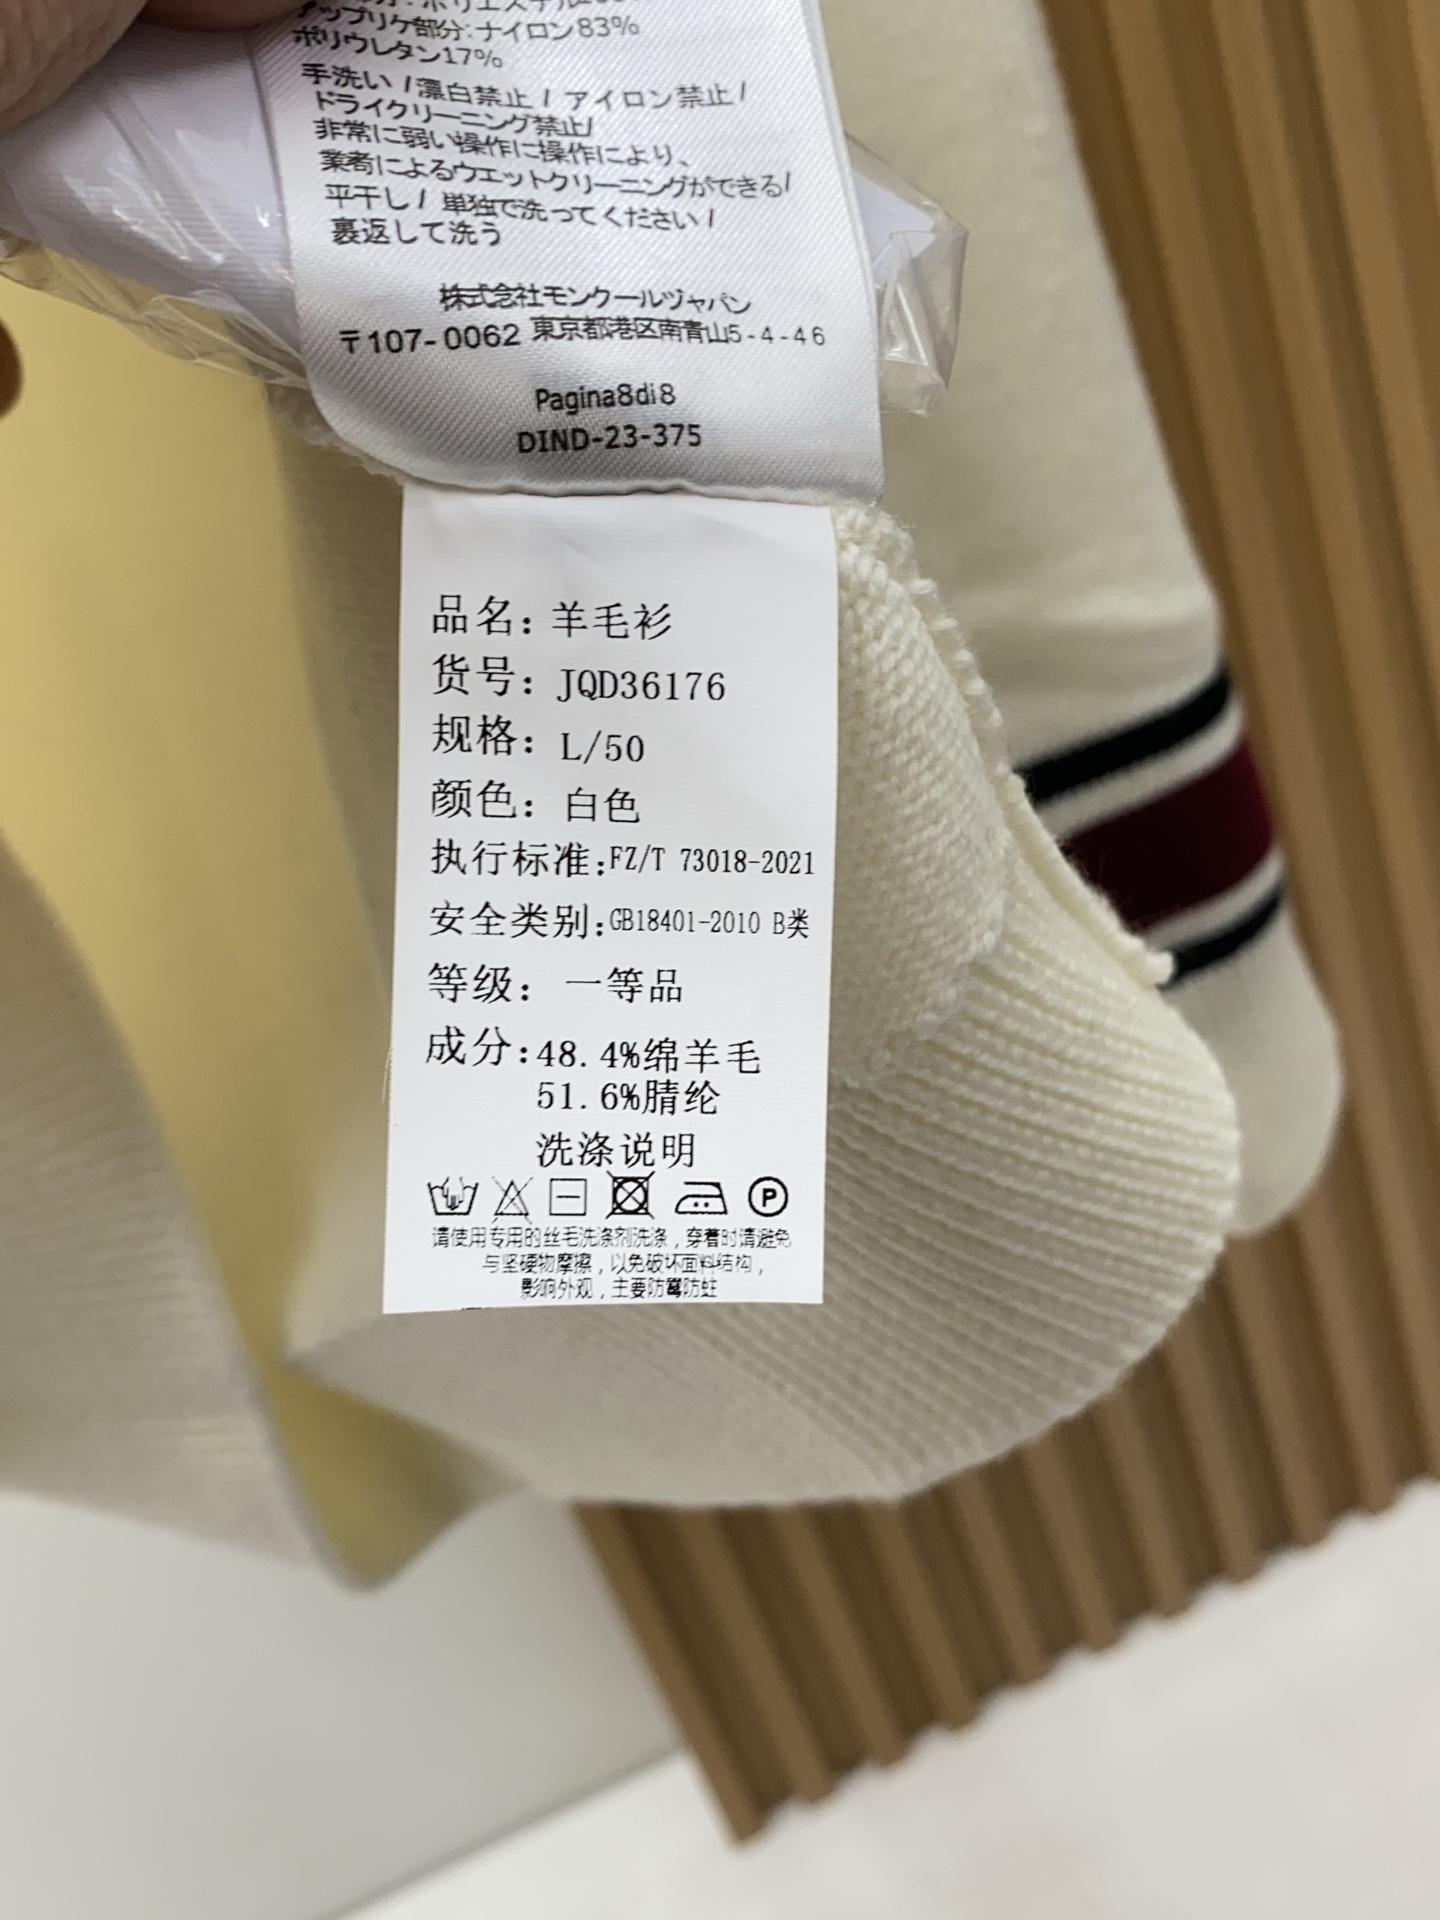 アップリケ部分:ナイロン83%
ポリウレタン17%
手洗い / 漂白禁止 / アイロン禁止 /
ドライクリーニング禁止/
非常に弱い操作に操作により、
業者によるウエットクリーニングができる/
平干し / 単独で洗ってください /
裏返して洗う
株式会社モンクールヅャパン
〒107-0062 東京都港区南青山5-4-46
Pagina8di8
DIND-23-375
品名: 羊毛衫
货号: JQD36176
规格: L/50
颜色: 白色
执行标准:FZ/T 73018-2021
安全类别:GB18401-2010 B类
等级: 一等品
成分:48.4%绵羊毛
51.6%腈纶
洗涤说明
P
请使用专用的丝毛洗涤剂洗涤，穿着时请避免
与坚硬物摩擦，以免破坏面料结构，
影响外观，主要防霉防蛀